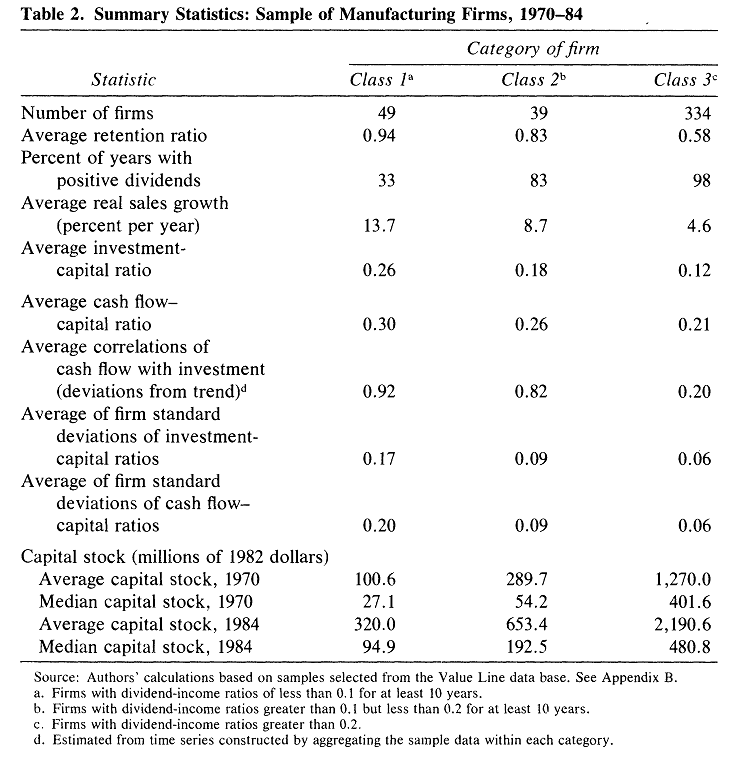 Table 2. Summary Statistics: Sample of Manufacturing Firms, 1970–84
Category of firm
Statistic Class 1a Class 2b Class 3c
Number of firms 49 39 334
Average retention ratio 0.94 0.83 0.58
Percent of years with
positive dividends 33 83 98
Average real sales growth
(percent per year) 13.7 8.7 4.6
Average investment-
capital ratio 0.26 0.18 0.12
Average cash flow–
capital ratio 0.30 0.26 0.21
Average correlations of
cash flow with investment
(deviations from trend)d 0.92 0.82 0.20
Average of firm standard
deviations of investment-
capital ratios 0.17 0.09 0.06
Average of firm standard
deviations of cash flow–
capital ratios 0.20 0.09 0.06
Capital stock (millions of 1982 dollars)
Average capital stock, 1970 100.6 289.7 1,270.0
Median capital stock, 1970 27.1 54.2 401.6
Average capital stock, 1984 320.0 653.4 2,190.6
Median capital stock, 1984 94.9 192.5 480.8
Source: Authors' calculations based on samples selected from the Value Line data base. See Appendix B.
a. Firms with dividend-income ratios of less than 0.1 for at least 10 years.
b. Firms with dividend-income ratios greater than 0.1 but less than 0.2 for at least 10 years.
c. Firms with dividend-income ratios greater than 0.2.
d. Estimated from time series constructed by aggregating the sample data within each category.